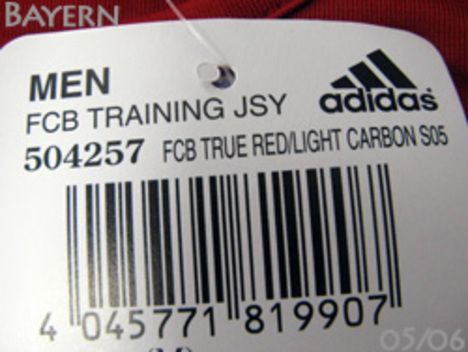 BAYERN
MEN
adidas
FCB TRAINING JSY
504257 FCB TRUE RED/LIGHT CARBON S05
4 045771 819907
05/06